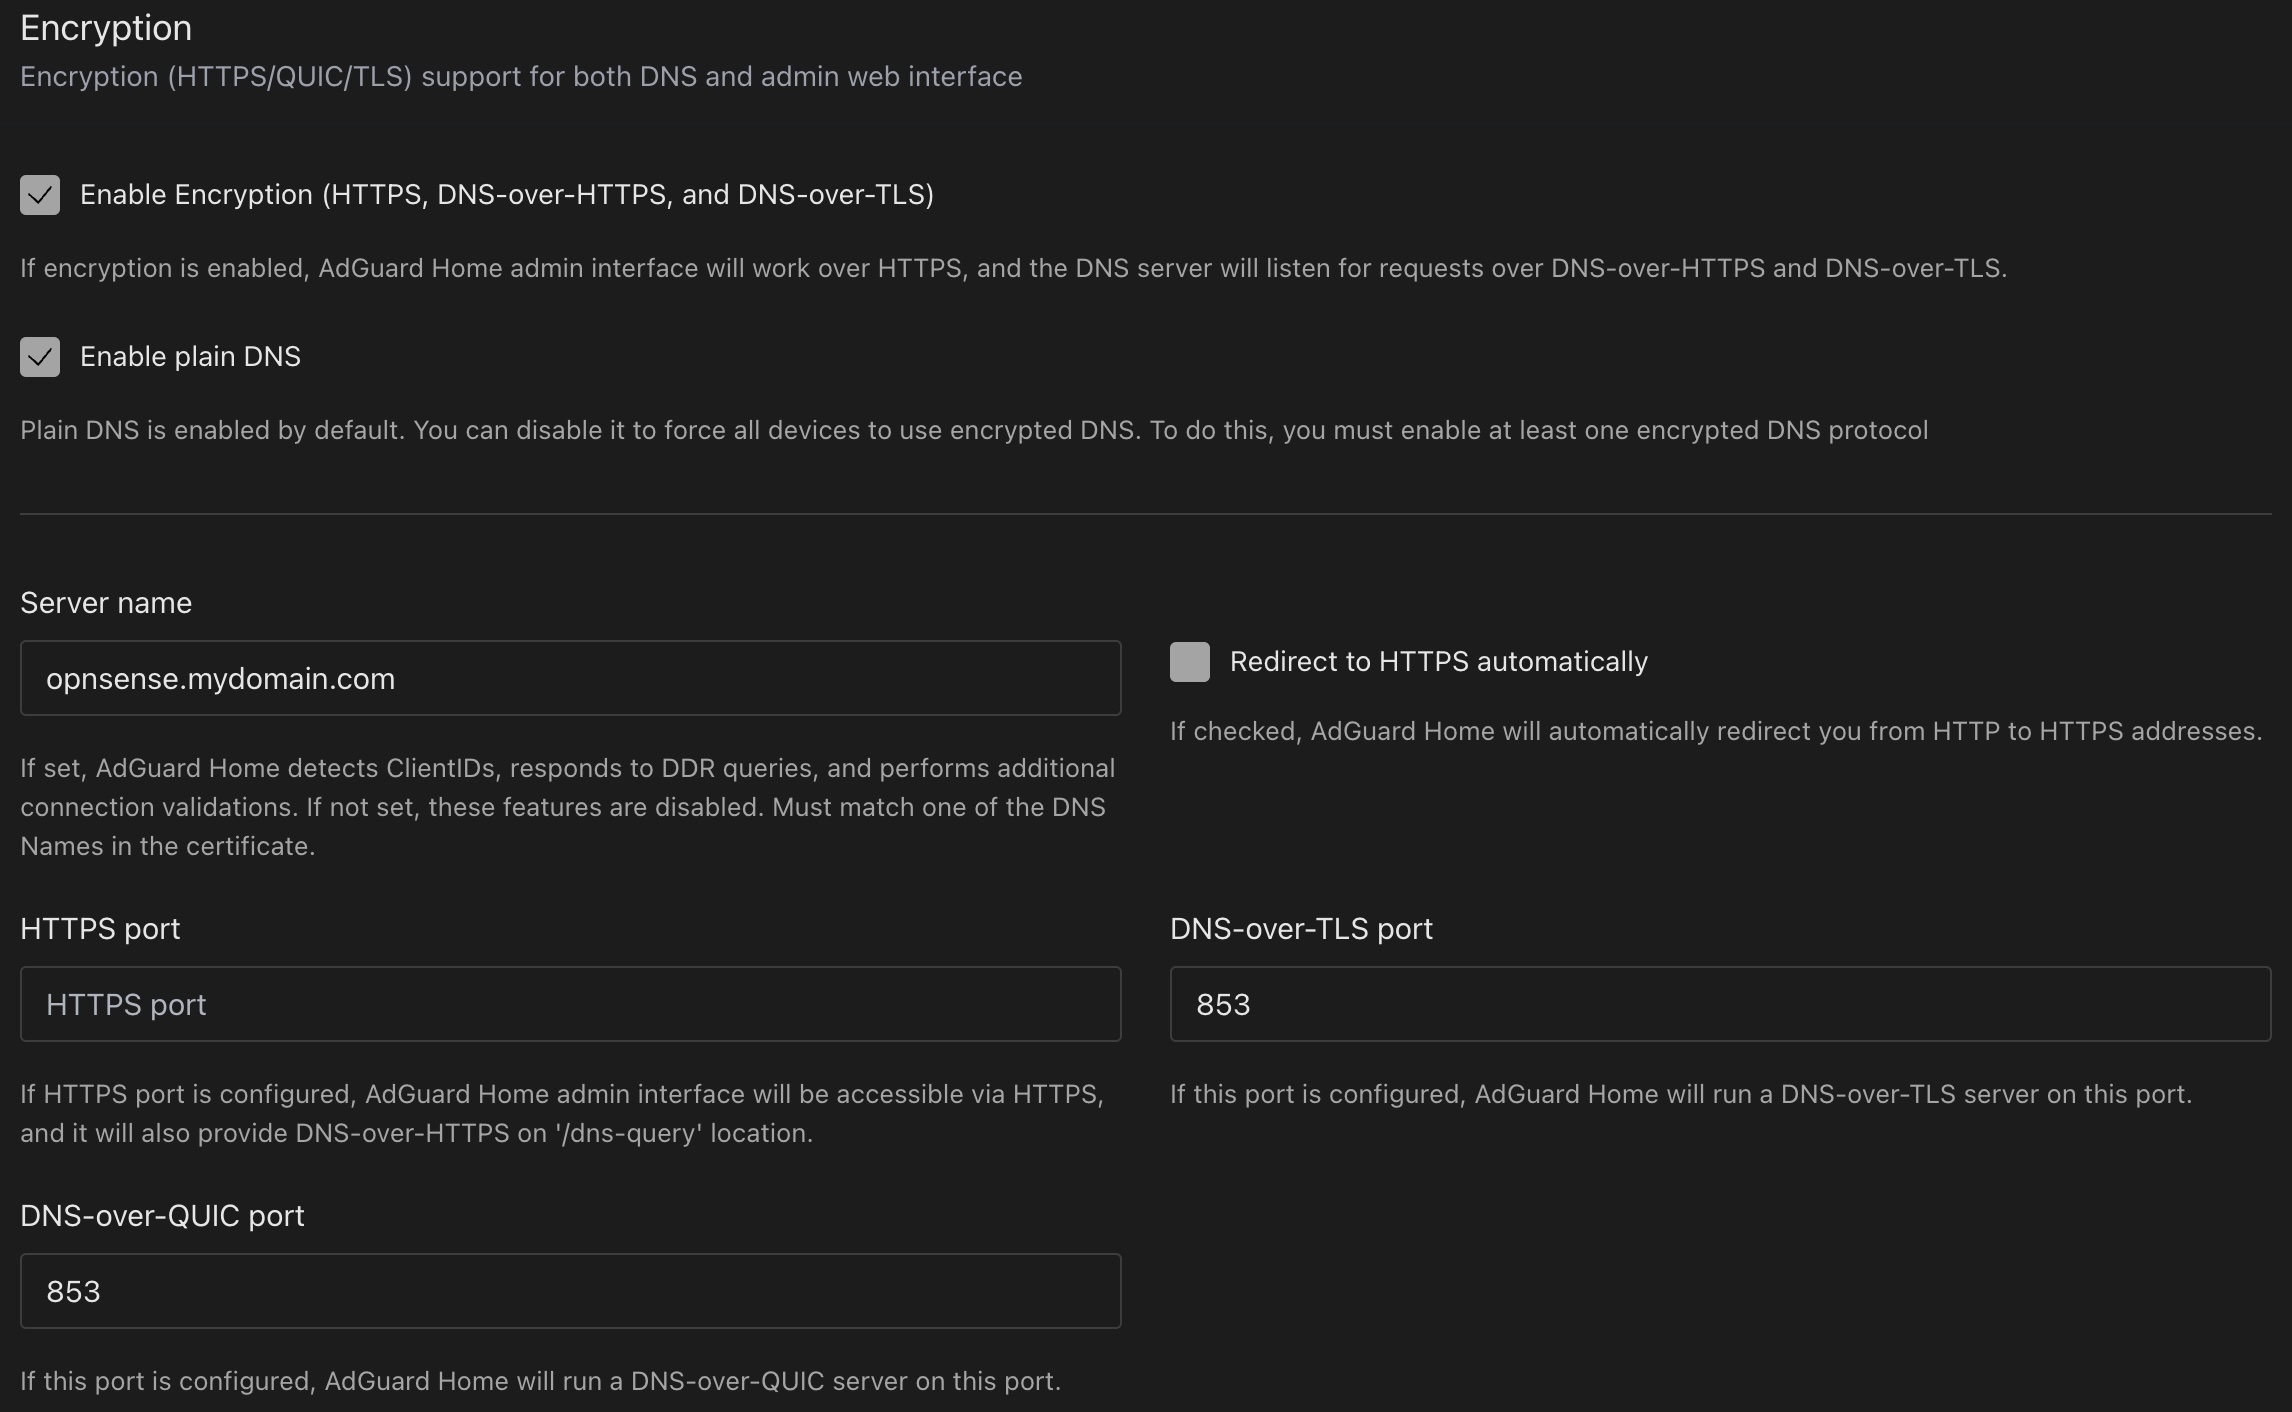 Encryption
Encryption (HTTPS/QUIC/TLS) support for both DNS and admin web interface
Enable Encryption (HTTPS, DNS-over-HTTPS, and DNS-over-TLS)
If encryption is enabled, AdGuard Home admin interface will work over HTTPS, and the DNS server will listen for requests over DNS-over-HTTPS and DNS-over-TLS.
Enable plain DNS
Plain DNS is enabled by default. You can disable it to force all devices to use encrypted DNS. To do this, you must enable at least one encrypted DNS protocol
Server name
opnsense.mydomain.com
If set, AdGuard Home detects ClientIDs, responds to DDR queries, and performs additional
connection validations. If not set, these features are disabled. Must match one of the DNS
Names in the certificate.
Redirect to HTTPS automatically
If checked, AdGuard Home will automatically redirect you from HTTP to HTTPS addresses.
HTTPS port
HTTPS port
If HTTPS port is configured, AdGuard Home admin interface will be accessible via HTTPS,
and it will also provide DNS-over-HTTPS on '/dns-query' location.
DNS-over-TLS port
853
If this port is configured, AdGuard Home will run a DNS-over-TLS server on this port.
DNS-over-QUIC port
853
If this port is configured, AdGuard Home will run a DNS-over-QUIC server on this port.